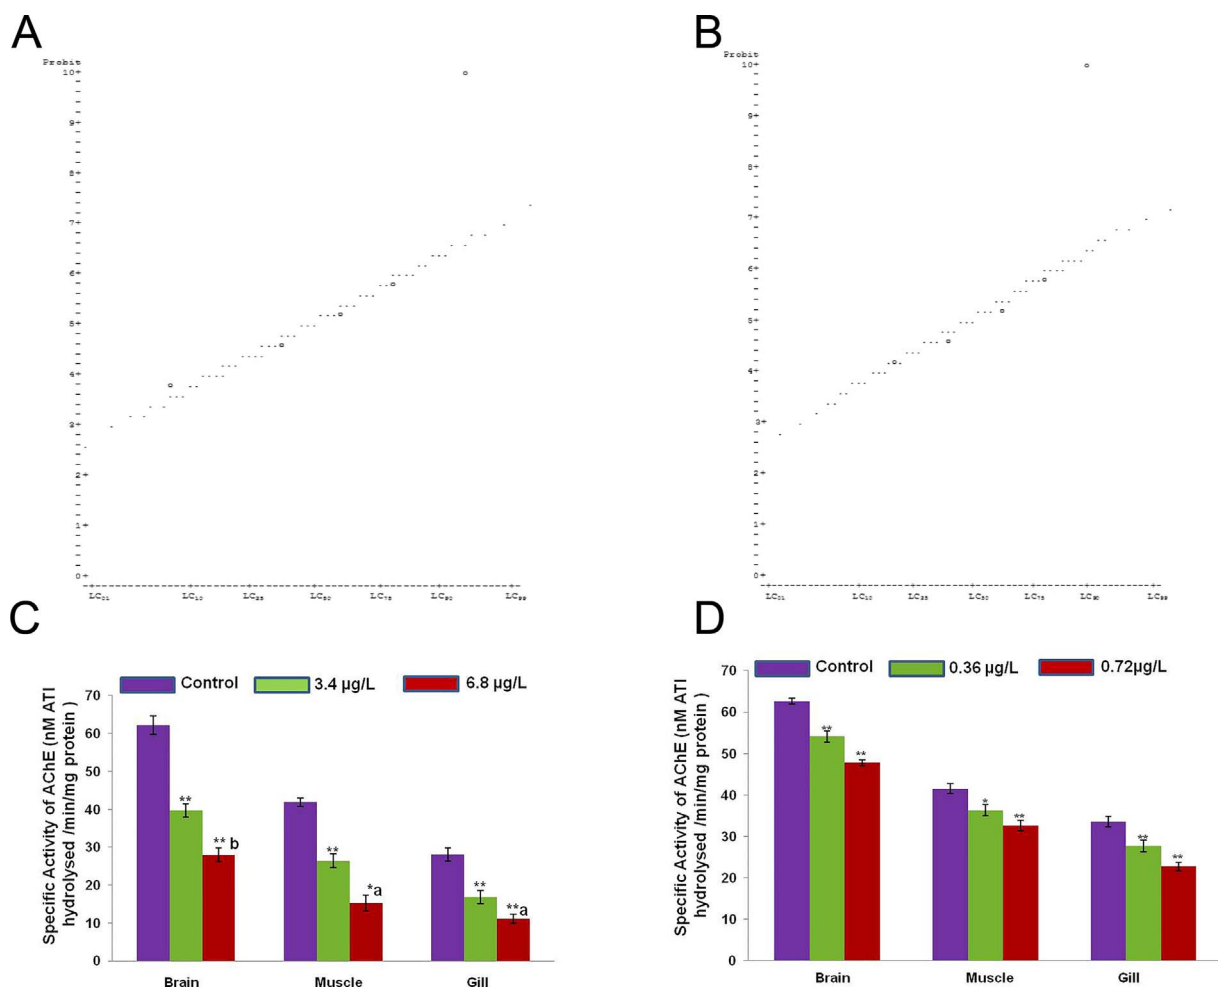 A
Probit
10
9
8
7
6
5
4
3
2
1
0
LC01 LC10 LC25 LC50 LC75 LC90 LC99
B
Probit
10
9
8
7
6
5
4
3
2
1
0
LC01 LC10 LC25 LC50 LC75 LC90 LC99
C
Control 3.4 µg/L 6.8 µg/L
Specific Activity of AChE (nM ATI
hydrolysed /min/mg protein )
70
60
50
40
30
20
10
0
** ** b
** *a
** **a
Brain Muscle Gill
D
Control 0.36 µg/L 0.72µg/L
Specific Activity of AChE (nM ATI
hydrolysed /min/mg protein )
70
60
50
40
30
20
10
0
** **
* **
** **
Brain Muscle Gill